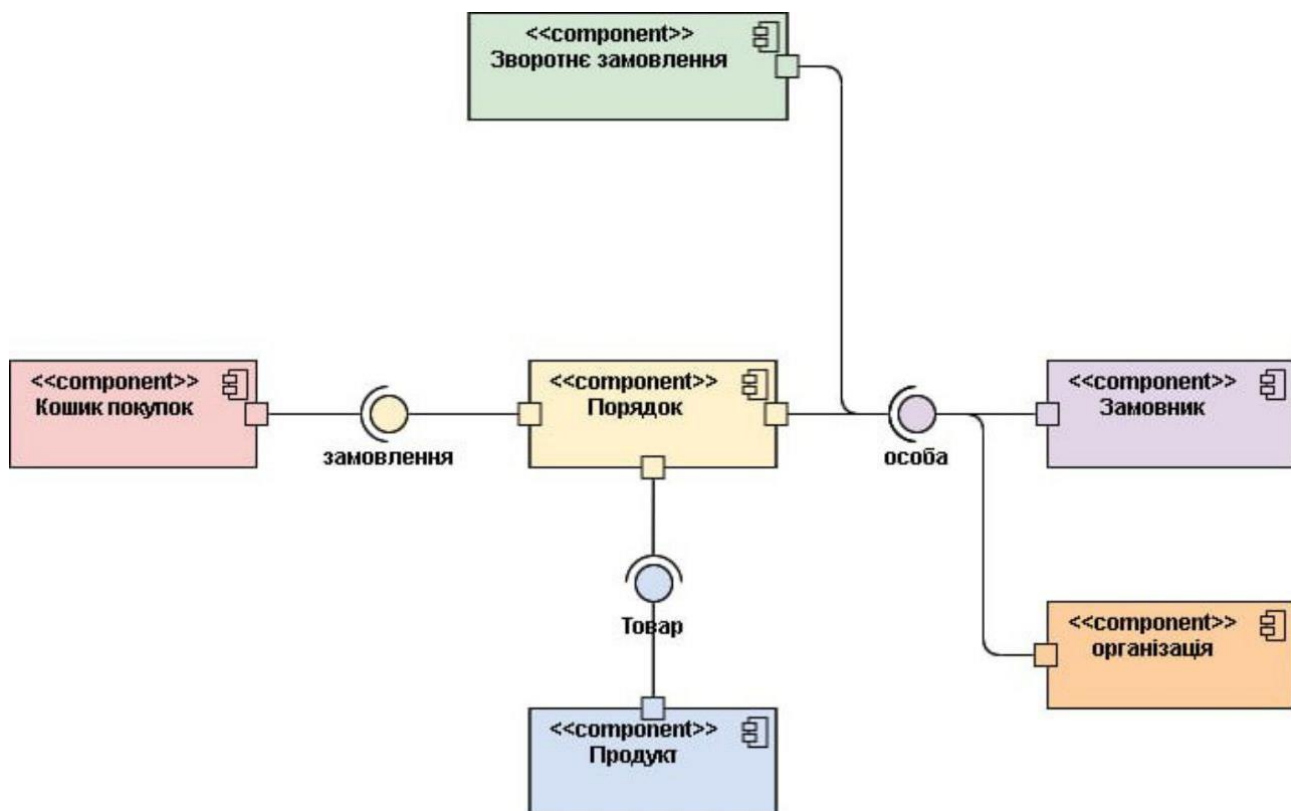 <<component>>
Зворотнє замовлення
<<component>>
Кошик покупок
замовлення
<<component>>
Порядок
особа
<<component>>
Замовник
Товар
<<component>>
організація
<<component>>
Продукт